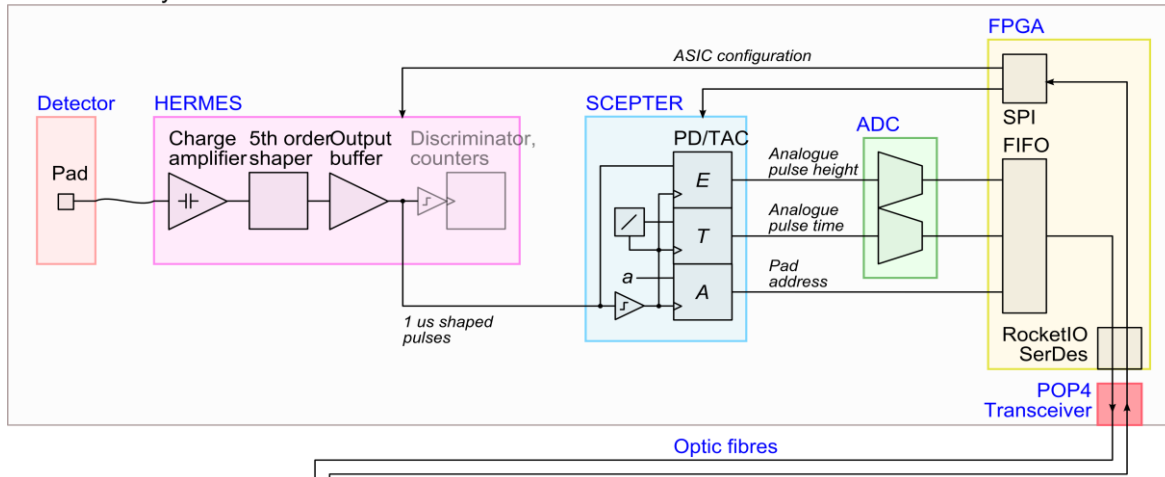 FPGA
ASIC configuration
Detector
HERMES
SCEPTER
SPI
ADC
Charge
amplifier
5th order
shaper
Output
buffer
Discriminator,
counters
PD/TAC
Analogue
pulse height
FIFO
Pad
E
T
Analogue
pulse time
a
A
Pad
address
1 us shaped
pulses
RocketIO
SerDes
POP4
Transceiver
Optic fibres